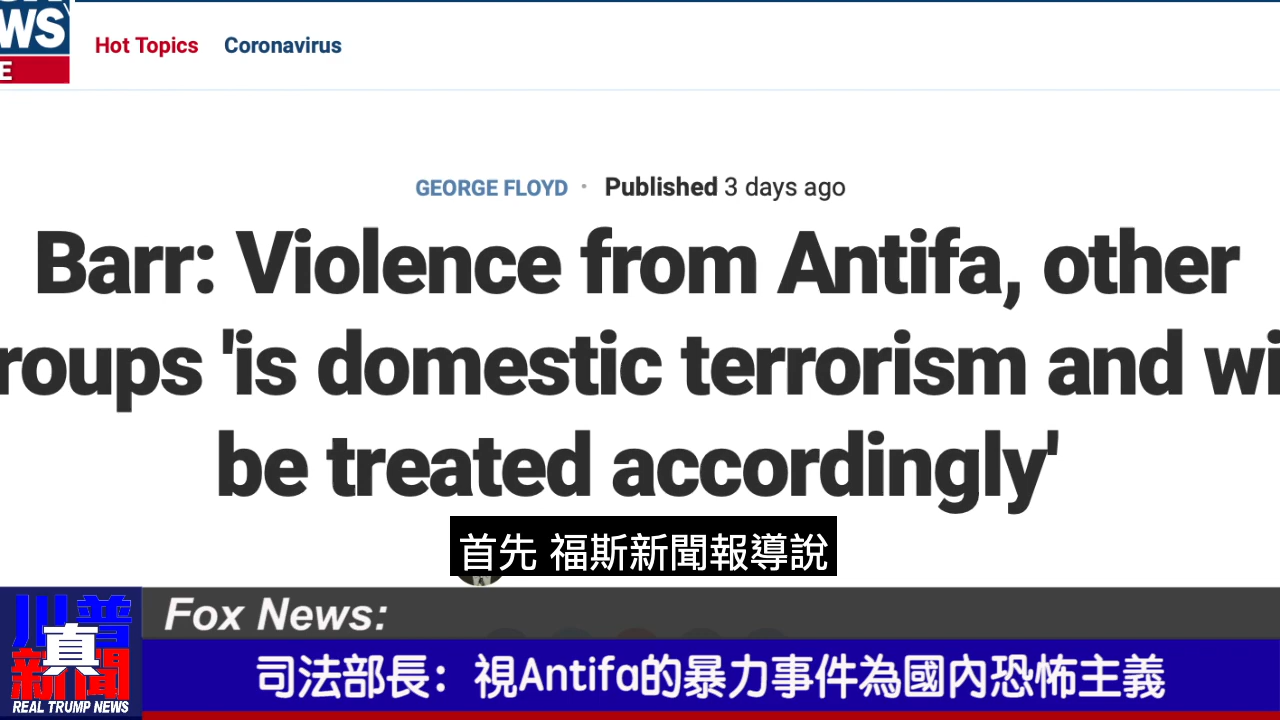 WS
E
Hot Topics Coronavirus
GEORGE FLOYD · Published 3 days ago
Barr: Violence from Antifa, other
roups 'is domestic terrorism and wi
be treated accordingly'
首先 福斯新聞報導說
Fox News:
司法部長：視Antifa的暴力事件為國內恐怖主義
川普
真
新聞
REAL TRUMP NEWS